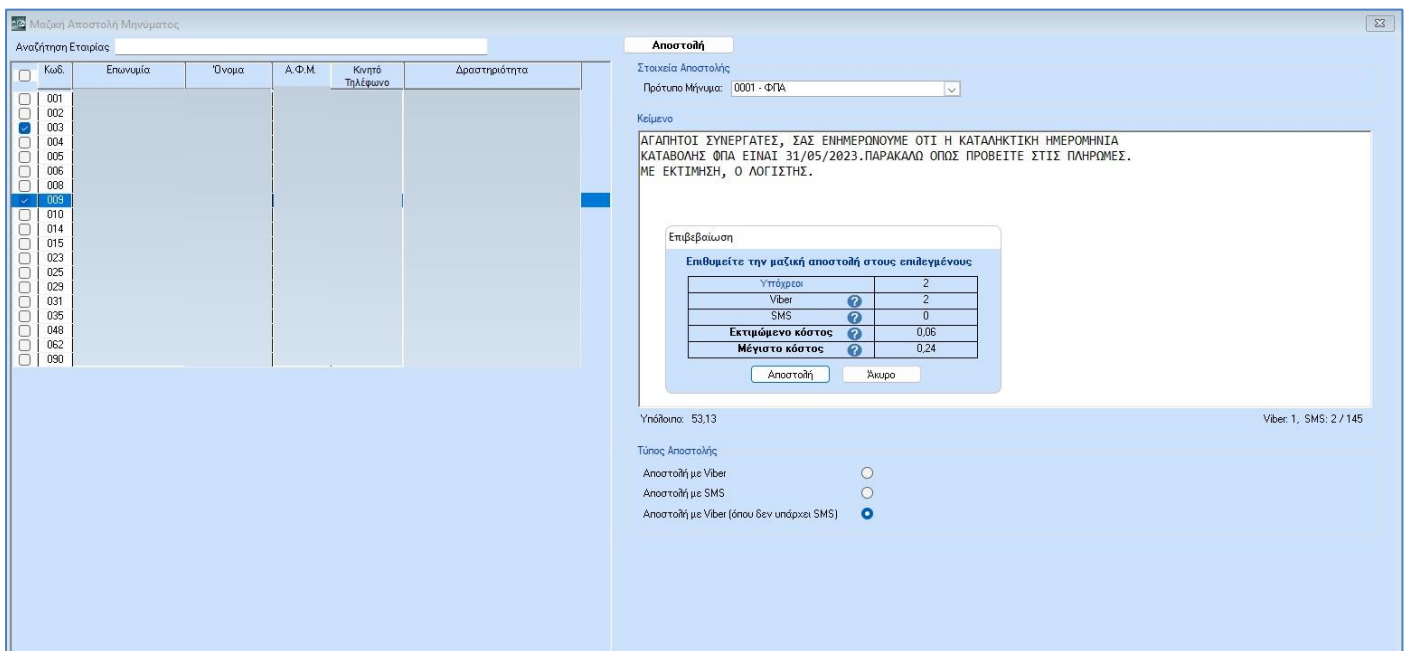 Μαζική Αποστολή Μηνύματος
Αναζήτηση Εταιρίας
Κωδ. Επωνυμία Όνομα Α.Φ.Μ. Κινητό Τηλέφωνο Δραστηριότητα
001
002
003
004
005
006
008
009
010
014
015
023
025
029
031
035
048
062
090
Αποστολή
Στοιχεία Αποστολής
Πρότυπο Μήνυμα: 0001 - ΦΠΑ
Κείμενο
ΑΓΑΠΗΤΟΙ ΣΥΝΕΡΓΑΤΕΣ, ΣΑΣ ΕΝΗΜΕΡΩΝΟΥΜΕ ΟΤΙ Η ΚΑΤΑΛΗΚΤΙΚΗ ΗΜΕΡΟΜΗΝΙΑ
ΚΑΤΑΒΟΛΗΣ ΦΠΑ ΕΙΝΑΙ 31/05/2023.ΠΑΡΑΚΑΛΩ ΟΠΩΣ ΠΡΟΒΕΙΤΕ ΣΤΙΣ ΠΛΗΡΩΜΕΣ.
ΜΕ ΕΚΤΙΜΗΣΗ, Ο ΛΟΓΙΣΤΗΣ.
Επιβεβαίωση
Επιθυμείτε την μαζική αποστολή στους επιλεγμένους
Υπόχρεοι 2
Viber ? 2
SMS ? 0
Εκτιμώμενο κόστος ? 0,06
Μέγιστο κόστος ? 0,24
Αποστολή Άκυρο
Υπόλοιπο: 53,13 Viber: 1, SMS: 2 / 145
Τύπος Αποστολής
Αποστολή με Viber
Αποστολή με SMS
Αποστολή με Viber (όπου δεν υπάρχει SMS)